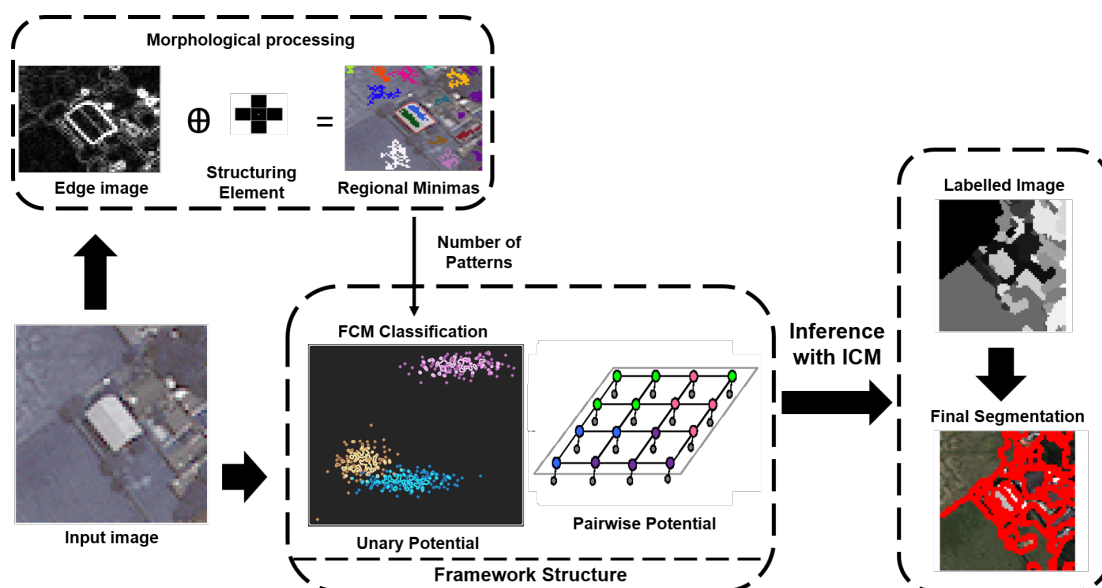 Morphological processing
⊕
=
Edge image
Structuring
Element
Regional Minimas
Number of
Patterns
Input image
FCM Classification
Unary Potential
Pairwise Potential
Framework Structure
Inference
with ICM
Labelled Image
Final Segmentation